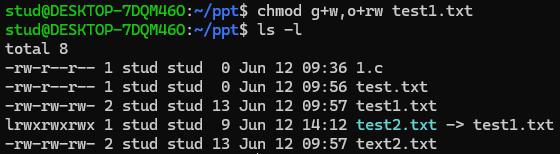 stud@DESKTOP-7DQM46O:~/ppt$ chmod g+w,o+rw test1.txt
stud@DESKTOP-7DQM46O:~/ppt$ ls -l
total 8
-rw-r--r-- 1 stud stud  0 Jun 12 09:36 1.c
-rw-r--r-- 1 stud stud  0 Jun 12 09:56 test.txt
-rw-rw-rw- 2 stud stud 13 Jun 12 09:57 test1.txt
lrwxrwxrwx 1 stud stud  9 Jun 12 14:12 test2.txt -> test1.txt
-rw-rw-rw- 2 stud stud 13 Jun 12 09:57 text2.txt